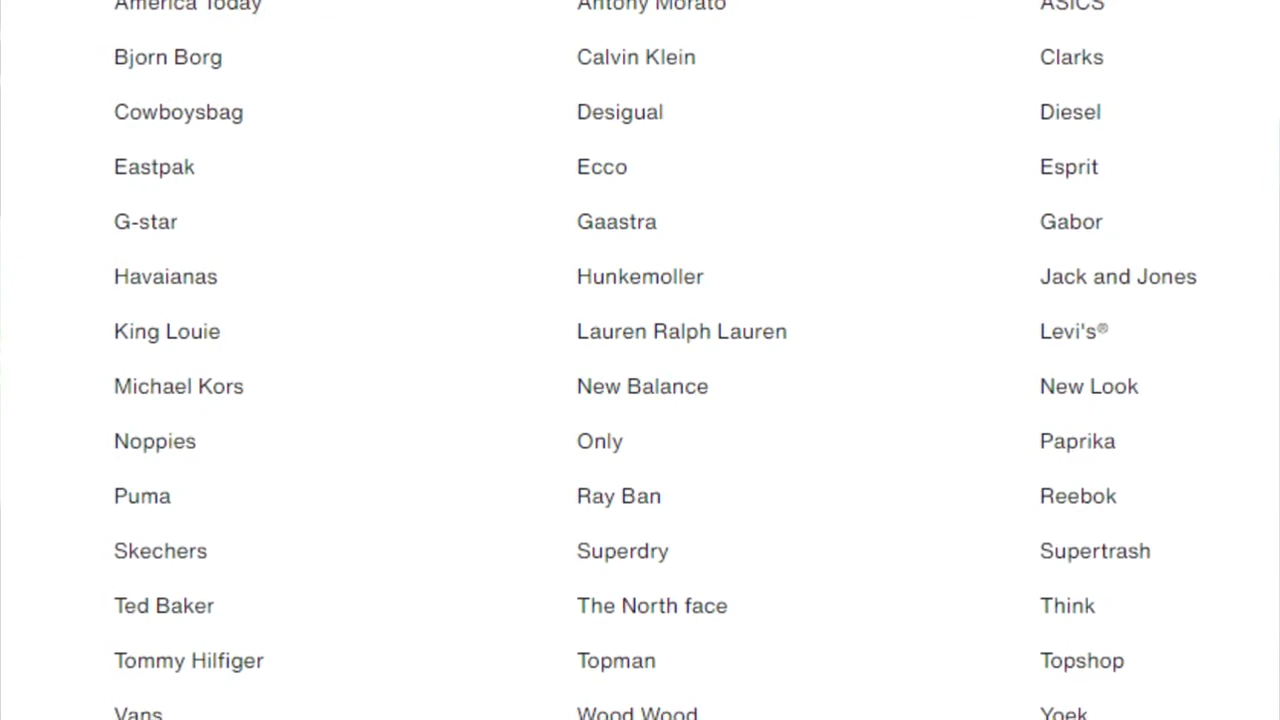 America Today Antony Morato ASICS
Bjorn Borg Calvin Klein Clarks
Cowboysbag Desigual Diesel
Eastpak Ecco Esprit
G-star Gaastra Gabor
Havaianas Hunkemoller Jack and Jones
King Louie Lauren Ralph Lauren Levi's®
Michael Kors New Balance New Look
Noppies Only Paprika
Puma Ray Ban Reebok
Skechers Superdry Supertrash
Ted Baker The North face Think
Tommy Hilfiger Topman Topshop
Vans Wood Wood Yoek